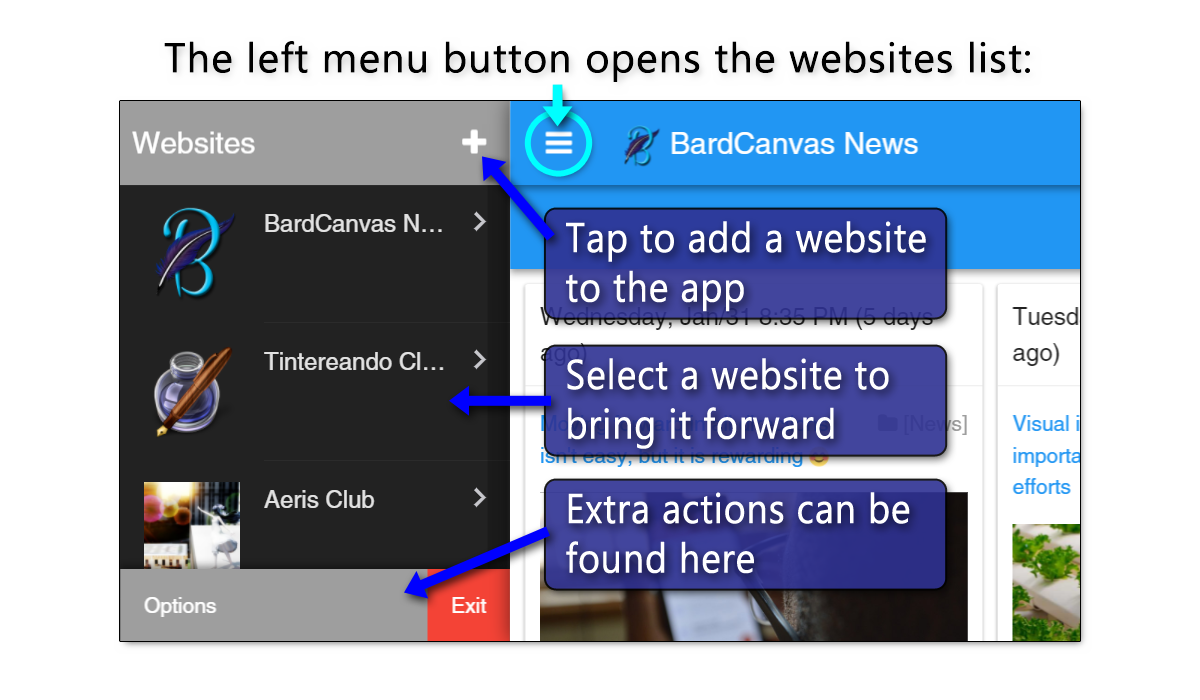 The left menu button opens the websites list:
Websites
BardCanvas News
BardCanvas N...
Tap to add a website
to the app
Wednesday, Jan/31 8:35 PM (5 days
ago)
Tuesd
ago)
Tintereando Cl...
Select a website to
bring it forward
[News]
isn't easy, but it is rewarding
Visual i
importa
efforts
Aeris Club
Extra actions can be
found here
Options
Exit